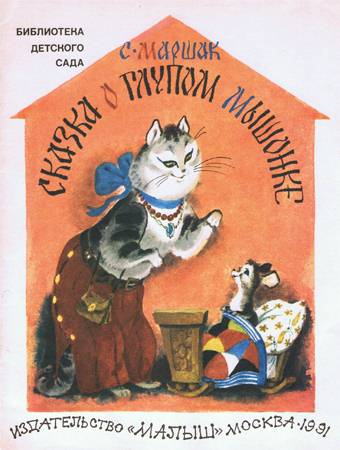 БИБЛИОТЕКА
ДЕТСКОГО
САДА
С. МАРШАК
СКАЗКА О ГЛУПОМ МЫШОНКЕ
ИЗДАТЕЛЬСТВО «МАЛЫШ» МОСКВА · 1991